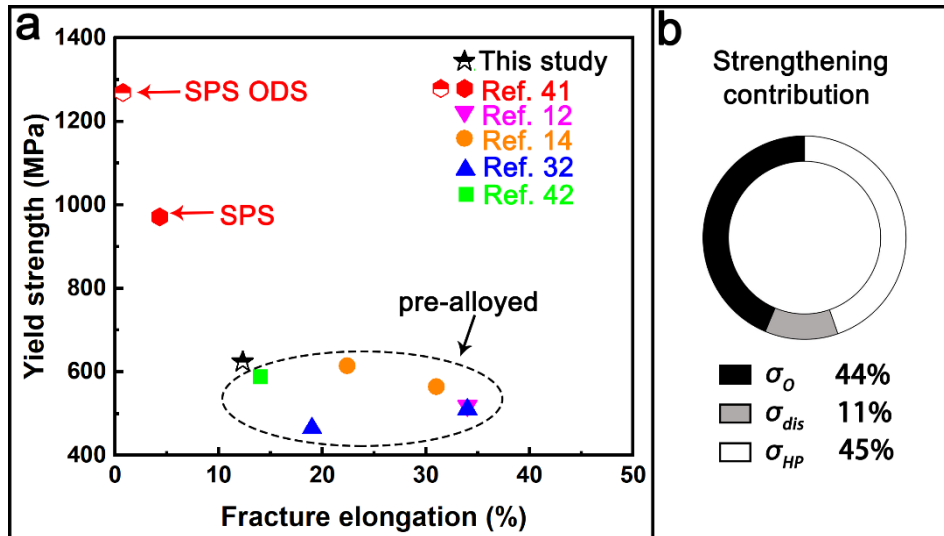 a
1400
1200
1000
800
600
400
0
10
20
30
40
50
Yield strength (MPa)
Fracture elongation (%)
SPS ODS
SPS
This study
Ref. 41
Ref. 12
Ref. 14
Ref. 32
Ref. 42
pre-alloyed
b
Strengthening
contribution
σO 44%
σdis 11%
σHP 45%